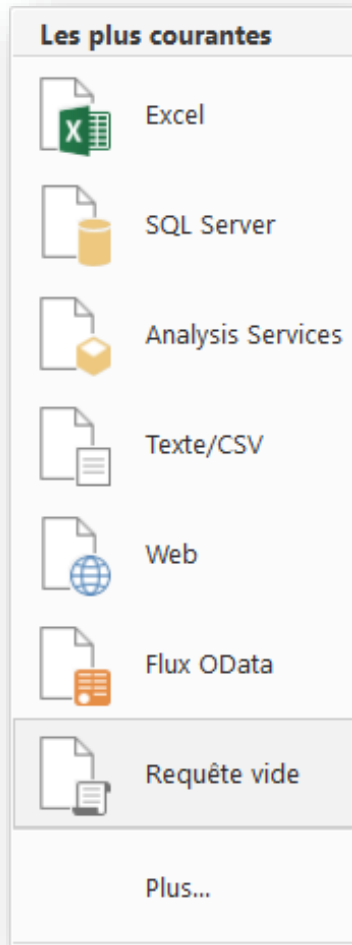 Les plus courantes
Excel
SQL Server
Analysis Services
Texte/CSV
Web
Flux OData
Requête vide
Plus...